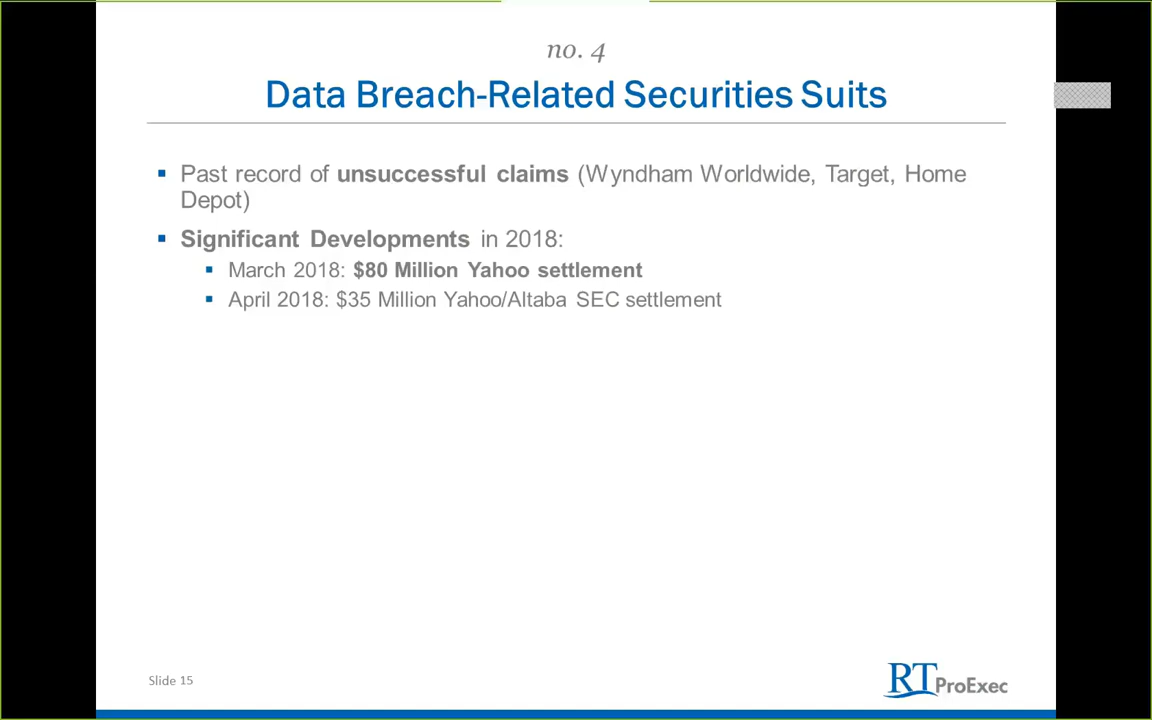 no. 4
Data Breach-Related Securities Suits
▪ Past record of unsuccessful claims (Wyndham Worldwide, Target, Home
Depot)
▪ Significant Developments in 2018:
▪ March 2018: $80 Million Yahoo settlement
▪ April 2018: $35 Million Yahoo/Altaba SEC settlement
Slide 15
RT ProExec